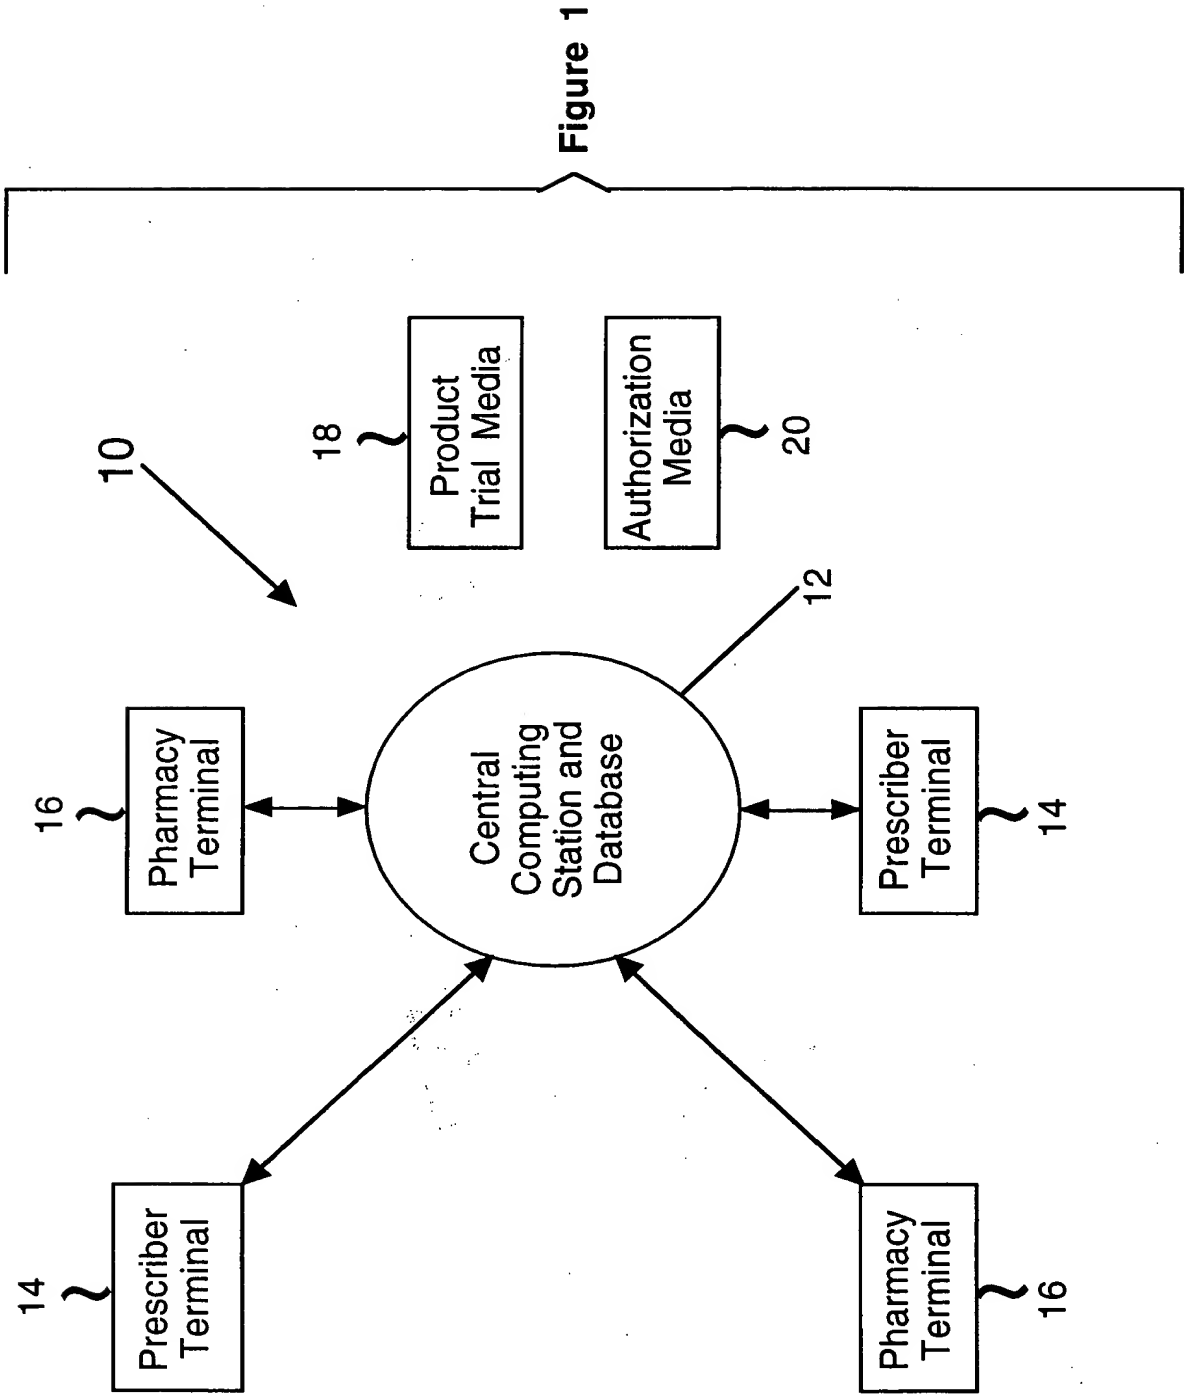 14
Prescriber
Terminal
16
Pharmacy
Terminal
10
18
Product
Trial Media
Central
Computing
Station and
Database
Authorization
Media
20
12
Pharmacy
Terminal
16
Prescriber
Terminal
14
Figure 1